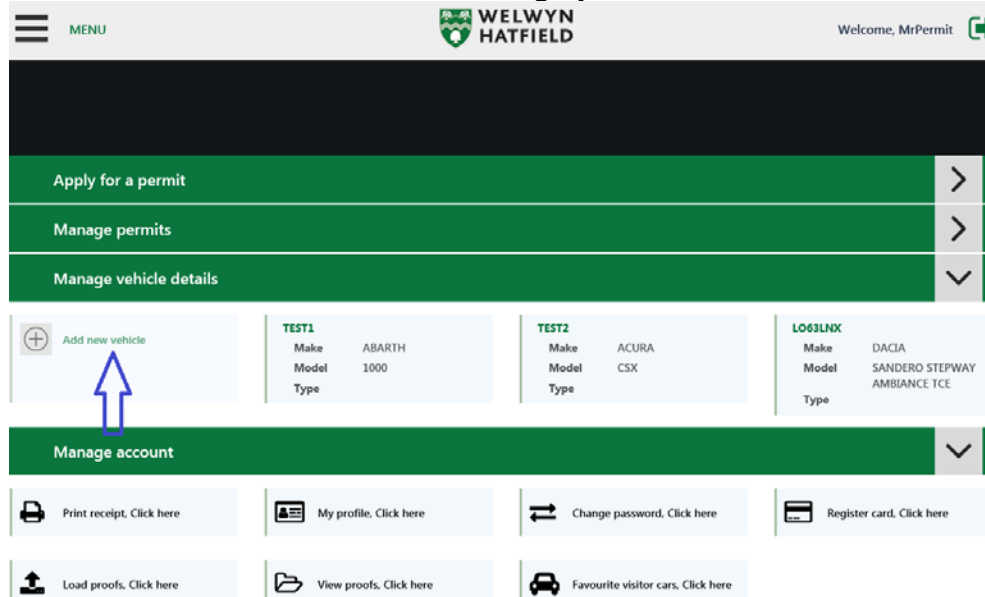 MENU
WELWYN
HATFIELD
Welcome, MrPermit
Apply for a permit
Manage permits
Manage vehicle details
Add new vehicle
TEST1
Make ABARTH
Model 1000
Type
TEST2
Make ACURA
Model CSX
Type
LO63LNX
Make DACIA
Model SANDERO STEPWAY
AMBIANCE TCE
Type
Manage account
Print receipt, Click here
My profile, Click here
Change password, Click here
Register card, Click here
Load proofs, Click here
View proofs, Click here
Favourite visitor cars, Click here